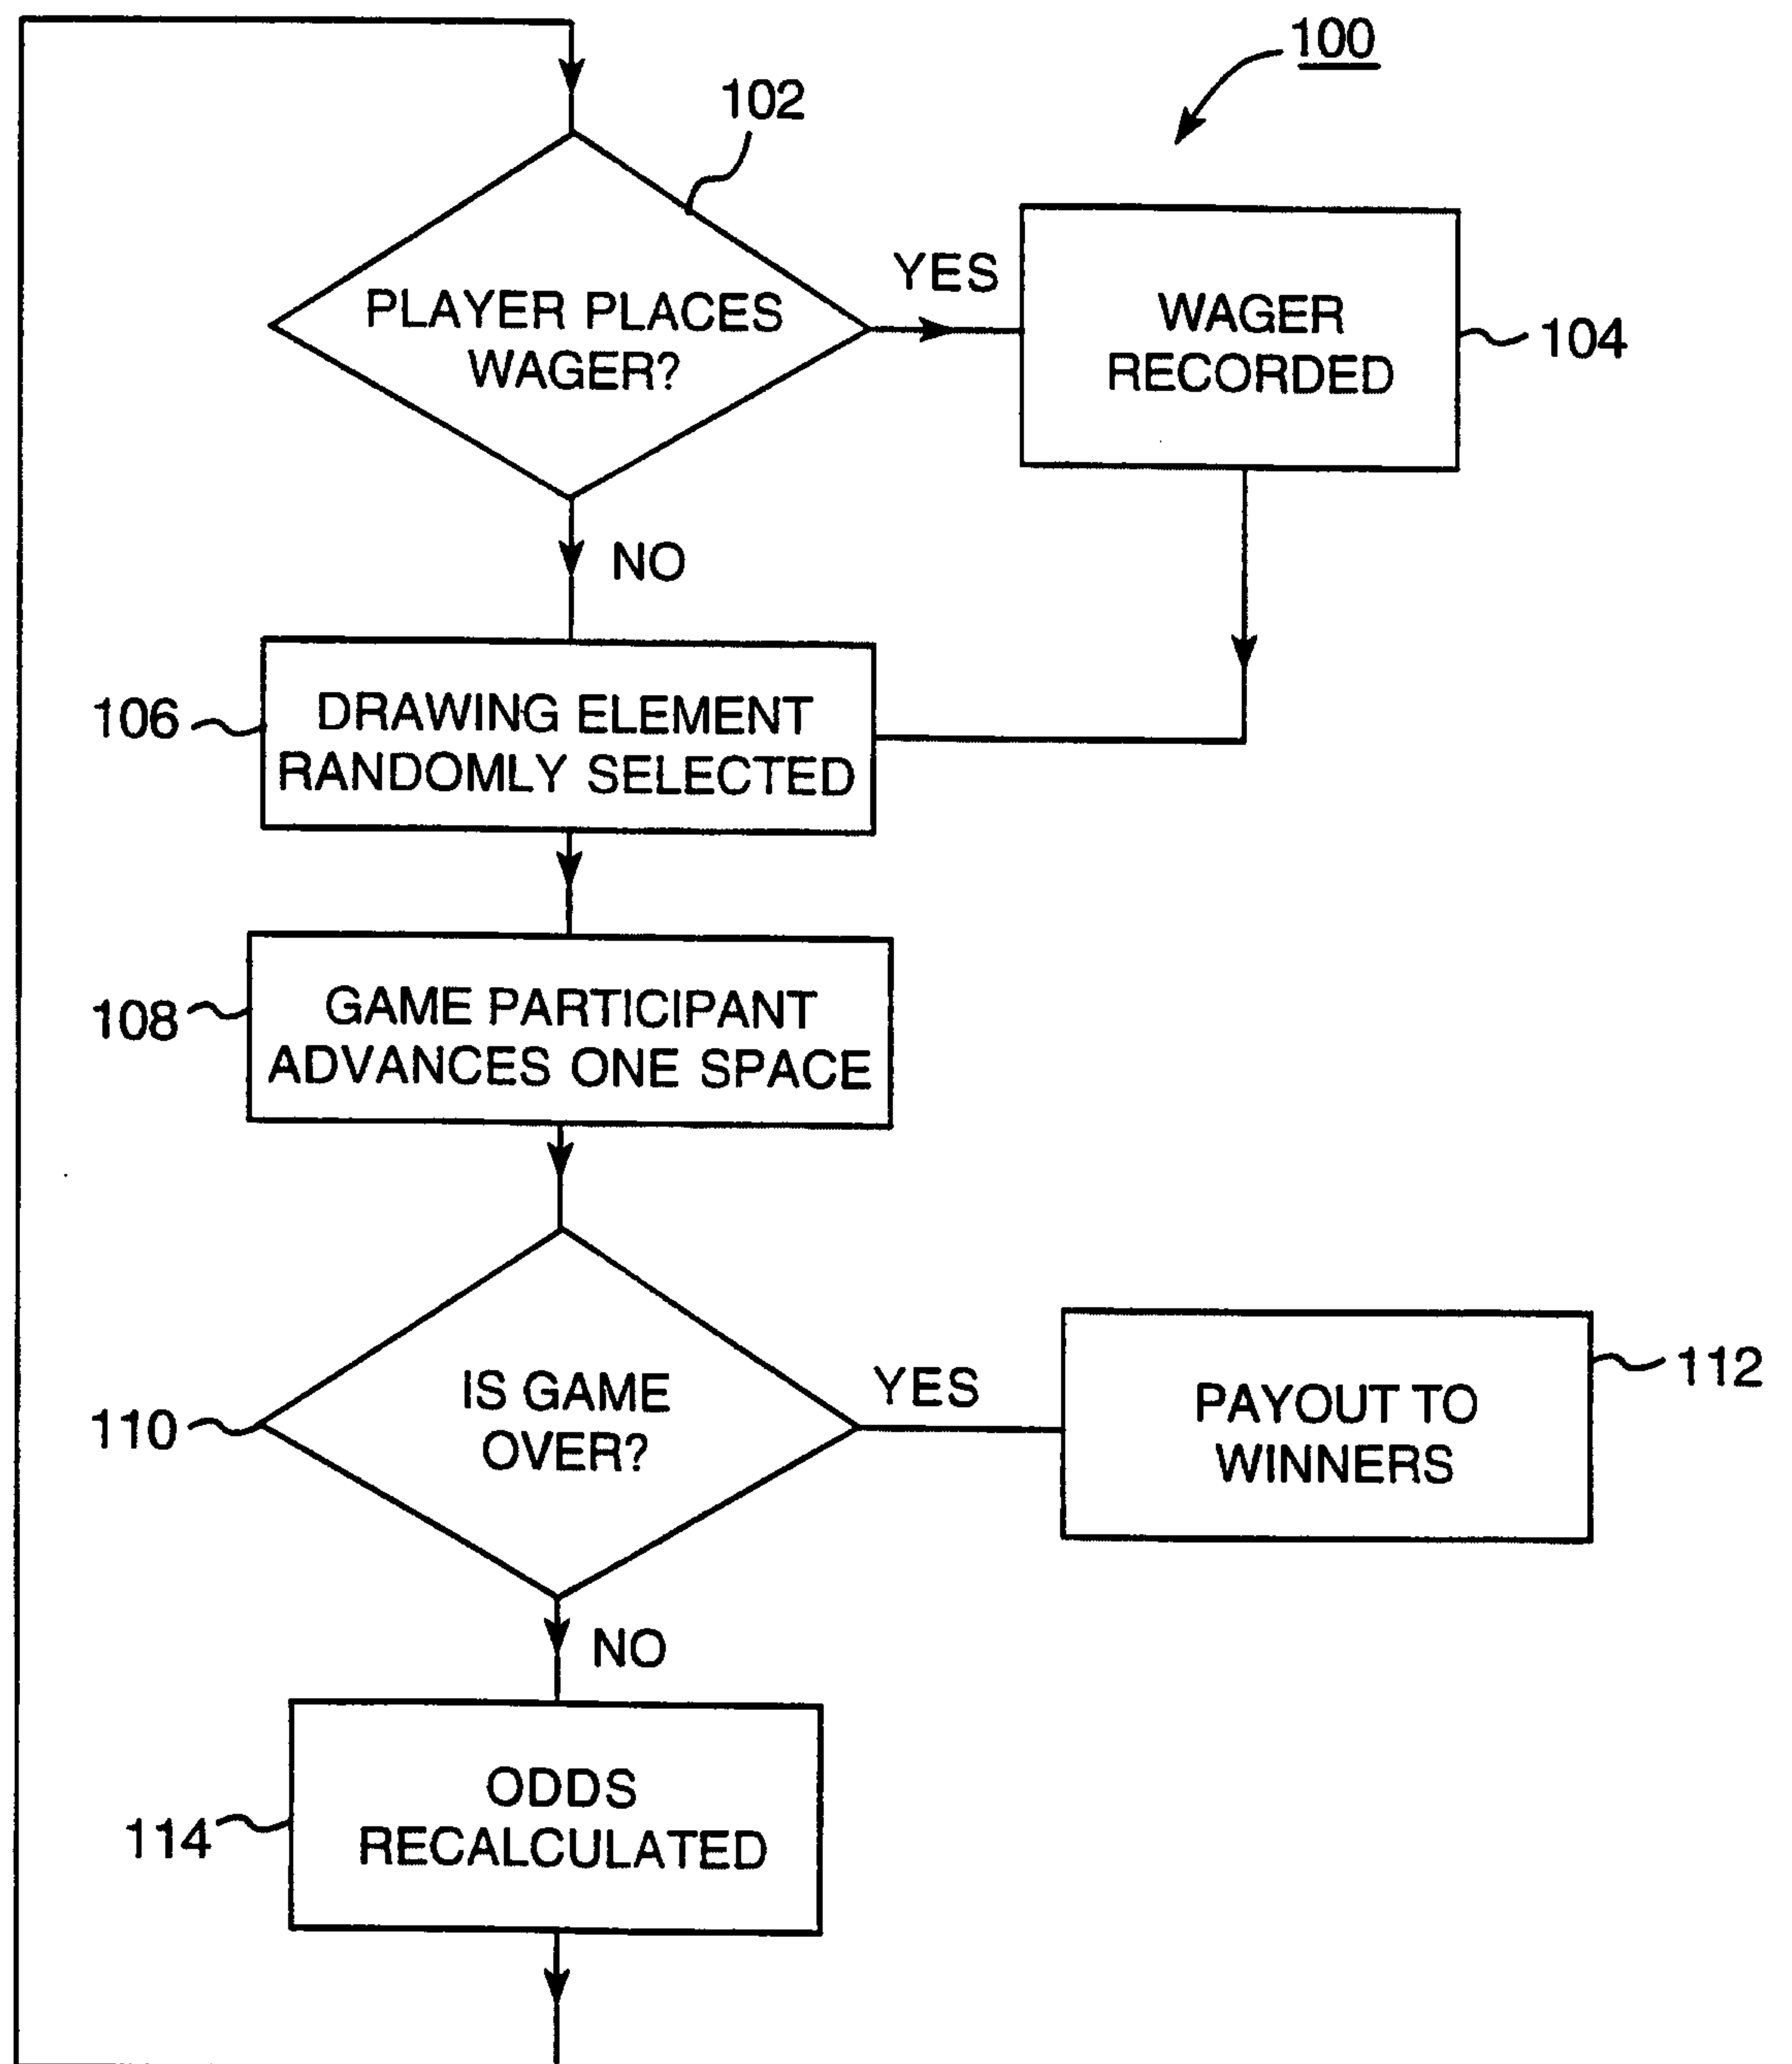 100
102
PLAYER PLACES
WAGER?
YES
WAGER
RECORDED
104
NO
106
DRAWING ELEMENT
RANDOMLY SELECTED
108
GAME PARTICIPANT
ADVANCES ONE SPACE
110
IS GAME
OVER?
YES
PAYOUT TO
WINNERS
112
NO
114
ODDS
RECALCULATED